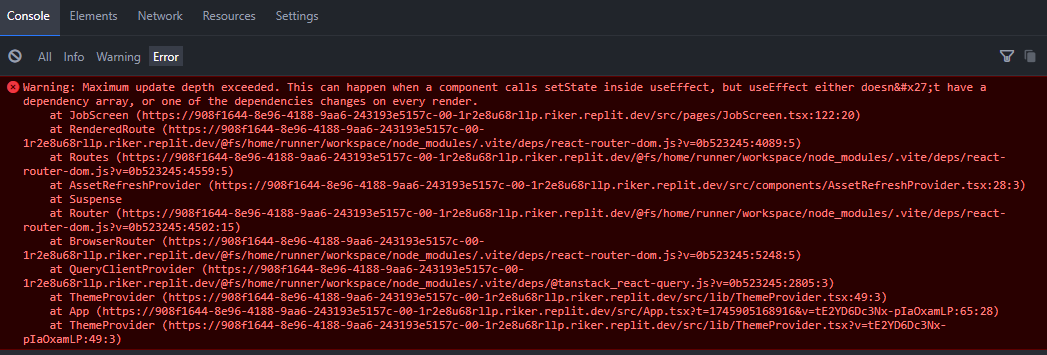 Console Elements Network Resources Settings
All Info Warning Error
Warning: Maximum update depth exceeded. This can happen when a component calls setState inside useEffect, but useEffect either doesn&#x27;t have a
dependency array, or one of the dependencies changes on every render.
at JobScreen (https://908f1644-8e96-4188-9aa6-243193e5157c-00-1r2e8u68rllp.riker.replit.dev/src/pages/JobScreen.tsx:122:20)
at RenderedRoute (https://908f1644-8e96-4188-9aa6-243193e5157c-00-
1r2e8u68rllp.riker.replit.dev/@fs/home/runner/workspace/node_modules/.vite/deps/react-router-dom.js?v=0b523245:4089:5)
at Routes (https://908f1644-8e96-4188-9aa6-243193e5157c-00-1r2e8u68rllp.riker.replit.dev/@fs/home/runner/workspace/node_modules/.vite/deps/react-
router-dom.js?v=0b523245:4559:5)
at AssetRefreshProvider (https://908f1644-8e96-4188-9aa6-243193e5157c-00-1r2e8u68rllp.riker.replit.dev/src/components/AssetRefreshProvider.tsx:28:3)
at Suspense
at Router (https://908f1644-8e96-4188-9aa6-243193e5157c-00-1r2e8u68rllp.riker.replit.dev/@fs/home/runner/workspace/node_modules/.vite/deps/react-
router-dom.js?v=0b523245:4502:15)
at BrowserRouter (https://908f1644-8e96-4188-9aa6-243193e5157c-00-
1r2e8u68rllp.riker.replit.dev/@fs/home/runner/workspace/node_modules/.vite/deps/react-router-dom.js?v=0b523245:5248:5)
at QueryClientProvider (https://908f1644-8e96-4188-9aa6-243193e5157c-00-
1r2e8u68rllp.riker.replit.dev/@fs/home/runner/workspace/node_modules/.vite/deps/@tanstack_react-query.js?v=0b523245:2805:3)
at ThemeProvider (https://908f1644-8e96-4188-9aa6-243193e5157c-00-1r2e8u68rllp.riker.replit.dev/src/lib/ThemeProvider.tsx:49:3)
at App (https://908f1644-8e96-4188-9aa6-243193e5157c-00-1r2e8u68rllp.riker.replit.dev/src/App.tsx?t=1745905168916&v=tE2YD6Dc3Nx-pIaOxamLP:65:28)
at ThemeProvider (https://908f1644-8e96-4188-9aa6-243193e5157c-00-1r2e8u68rllp.riker.replit.dev/src/lib/ThemeProvider.tsx?v=tE2YD6Dc3Nx-
pIaOxamLP:49:3)